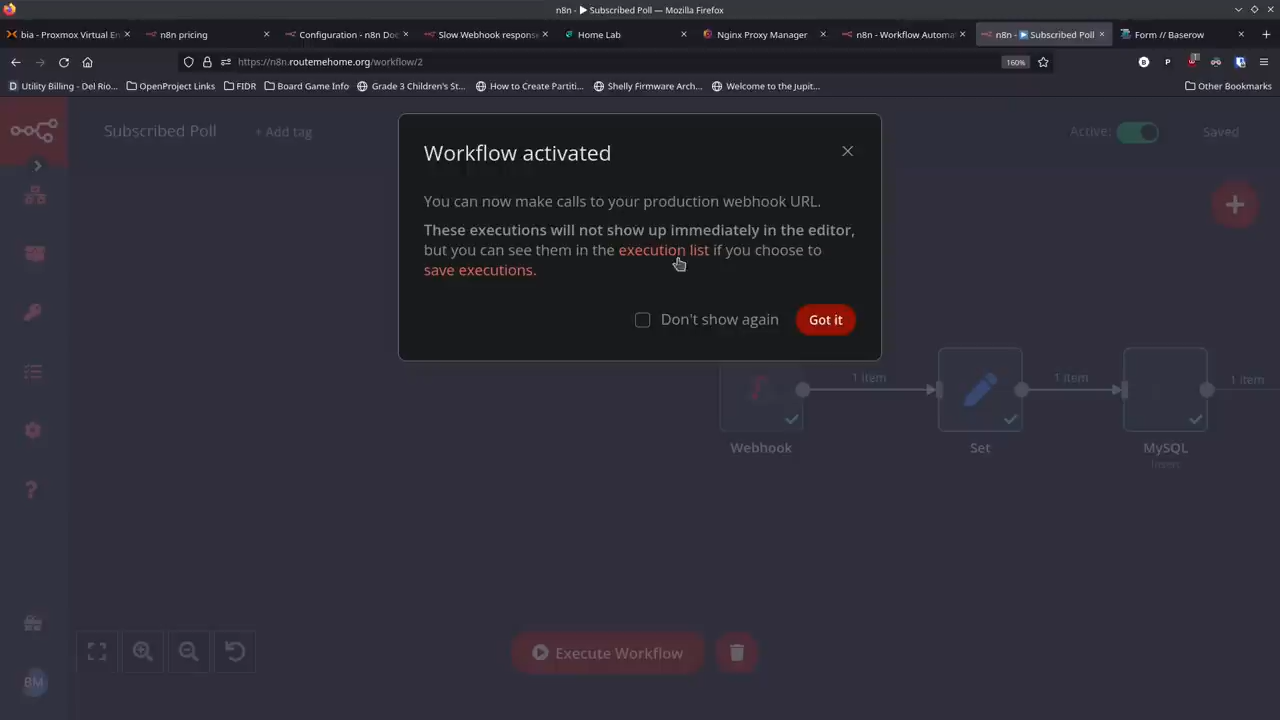 n8n - ▶ Subscribed Poll — Mozilla Firefox
bia - Proxmox Virtual En
n8n pricing
Configuration - n8n Doc
Slow Webhook response
Home Lab
Nginx Proxy Manager
n8n - Workflow Automa
n8n - ▶ Subscribed Poll
Form // Baserow
https://n8n.routemehome.org/workflow/2
160%
Utility Billing - Del Rio...
OpenProject Links
FIDR
Board Game Info
Grade 3 Children's St...
How to Create Partiti...
Shelly Firmware Arch...
Welcome to the Jupit...
Other Bookmarks
Subscribed Poll
+ Add tag
Active:
Saved
Workflow activated
You can now make calls to your production webhook URL.
These executions will not show up immediately in the editor,
but you can see them in the execution list if you choose to
save executions.
Don't show again
Got it
1 item
1 item
1 item
Webhook
Set
MySQL
Execute Workflow
BM